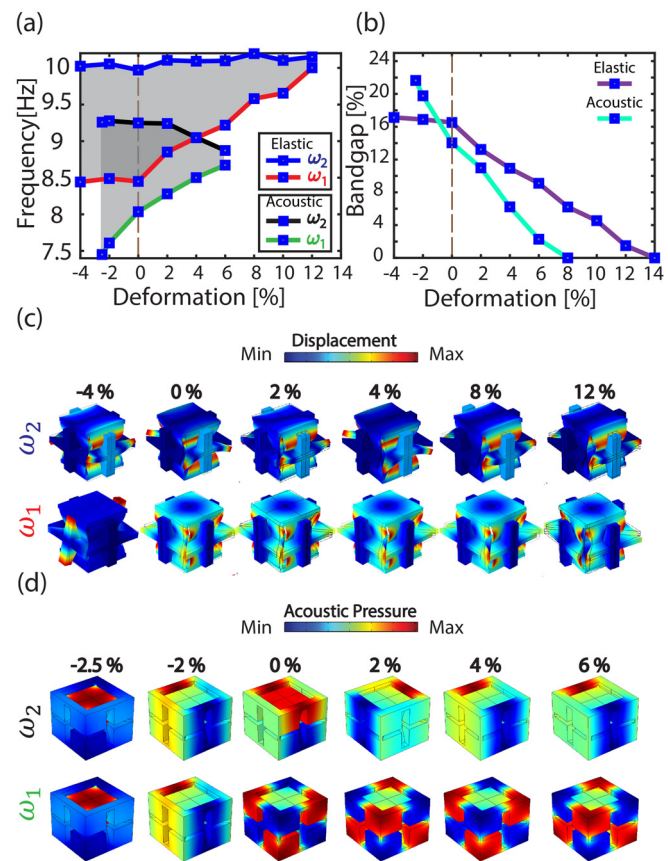 (a)
Frequency[Hz]
10
9.5
9
8.5
8
7.5
-4 -2 0 2 4 6 8 10 12 14
Deformation [%]
Elastic
ω2
ω1
Acoustic
ω2
ω1
(b)
Bandgap [%]
24
20
16
12
8
4
0
-4 -2 0 2 4 6 8 10 12 14
Deformation [%]
Elastic
Acoustic
(c)
Displacement
Min Max
-4 % 0 % 2 % 4 % 8 % 12 %
ω2
ω1
(d)
Acoustic Pressure
Min Max
-2.5 % -2 % 0 % 2 % 4 % 6 %
ω2
ω1